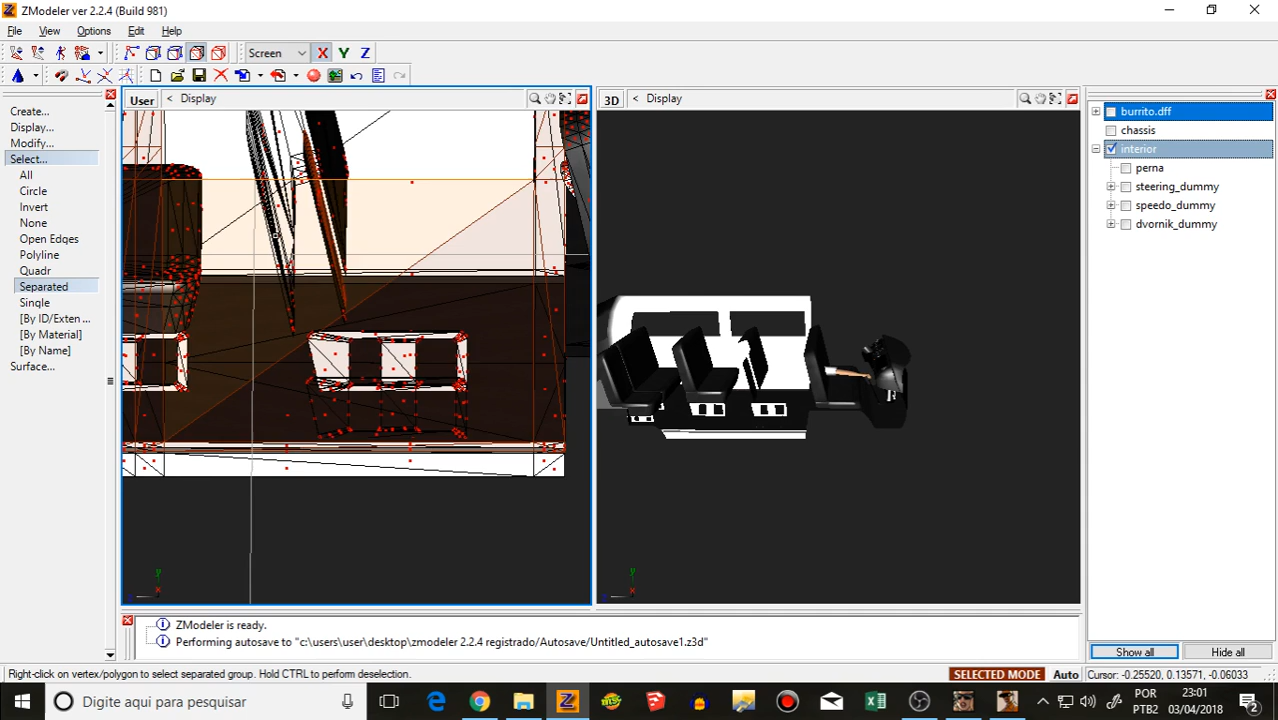 ZModeler ver 2.2.4 (Build 981)
File View Options Edit Help
Screen X Y Z
User < Display
3D < Display
Create...
Display...
Modify...
Select...
All
Circle
Invert
None
Open Edges
Polyline
Quadr
Separated
Single
[By ID/Exten ...
[By Material]
[By Name]
Surface...
burrito.dff
chassis
interior
perna
steering_dummy
speedo_dummy
dvornik_dummy
Show all Hide all
ZModeler is ready.
Performing autosave to "c:\users\user\desktop\zmodeler 2.2.4 registrado/Autosave/Untitled_autosave1.z3d"
Right-click on vertex/polygon to select separated group. Hold CTRL to perform deselection.
SELECTED MODE Auto Cursor: -0.25520, 0.13571, -0.06033
Digite aqui para pesquisar
POR
PTB2
23:01
03/04/2018
2